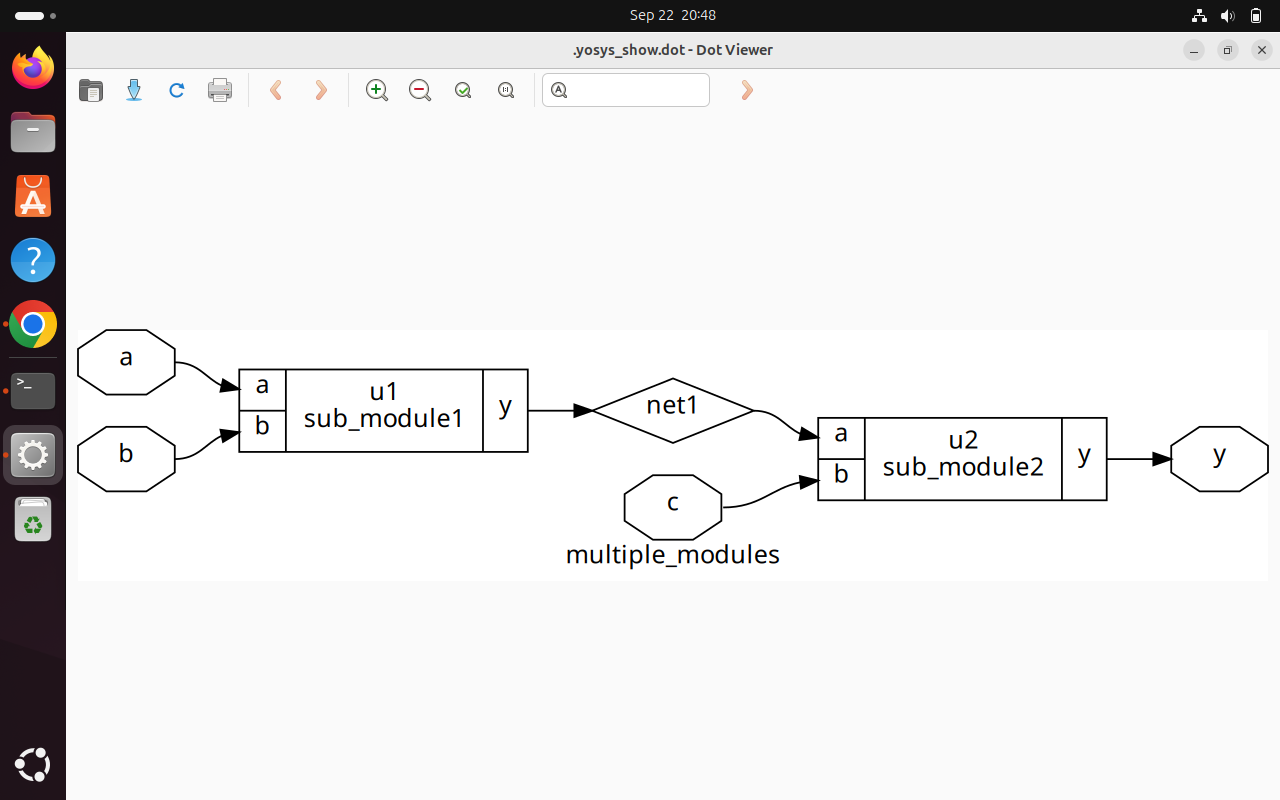 Sep 22 20:48
.yosys_show.dot - Dot Viewer
a
b
a
b
u1
sub_module1
y
net1
c
a
b
u2
sub_module2
y
y
multiple_modules